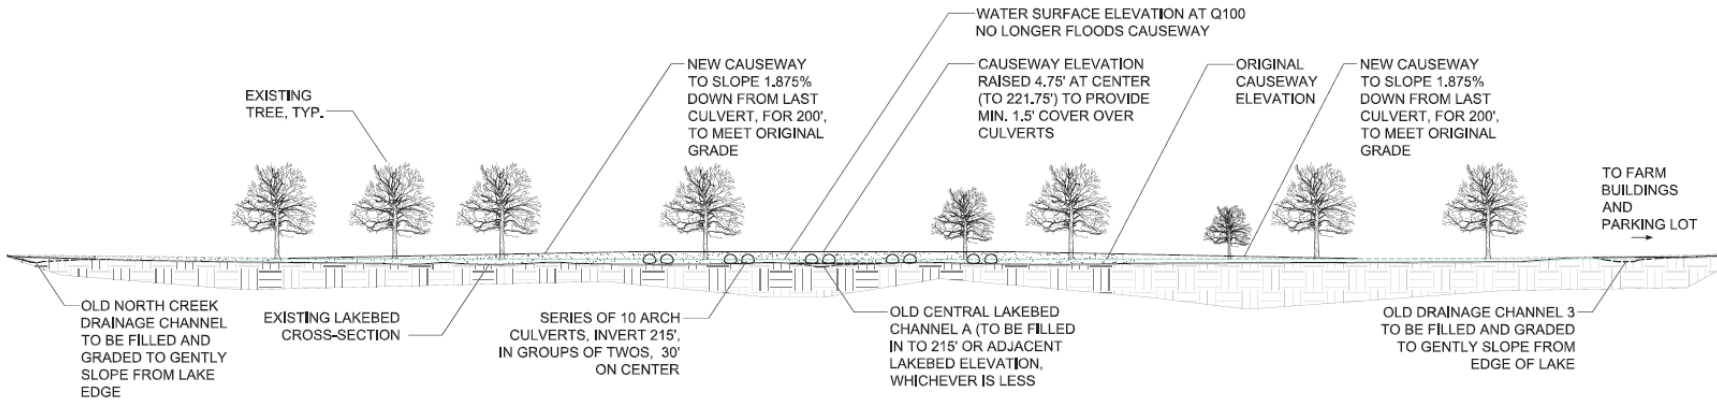 WATER SURFACE ELEVATION AT Q100
NO LONGER FLOODS CAUSEWAY
EXISTING
TREE, TYP.
NEW CAUSEWAY
TO SLOPE 1.875%
DOWN FROM LAST
CULVERT, FOR 200',
TO MEET ORIGINAL
GRADE
CAUSEWAY ELEVATION
RAISED 4.75' AT CENTER
(TO 221.75') TO PROVIDE
MIN. 1.5' COVER OVER
CULVERTS
ORIGINAL
CAUSEWAY
ELEVATION
NEW CAUSEWAY
TO SLOPE 1.875%
DOWN FROM LAST
CULVERT, FOR 200',
TO MEET ORIGINAL
GRADE
TO FARM
BUILDINGS
AND
PARKING LOT
OLD NORTH CREEK
DRAINAGE CHANNEL
TO BE FILLED AND
GRADED TO GENTLY
SLOPE FROM LAKE
EDGE
EXISTING LAKEBED
CROSS-SECTION
SERIES OF 10 ARCH
CULVERTS, INVERT 215',
IN GROUPS OF TWOS, 30'
ON CENTER
OLD CENTRAL LAKEBED
CHANNEL A (TO BE FILLED
IN TO 215' OR ADJACENT
LAKEBED ELEVATION,
WHICHEVER IS LESS
OLD DRAINAGE CHANNEL 3
TO BE FILLED AND GRADED
TO GENTLY SLOPE FROM
EDGE OF LAKE